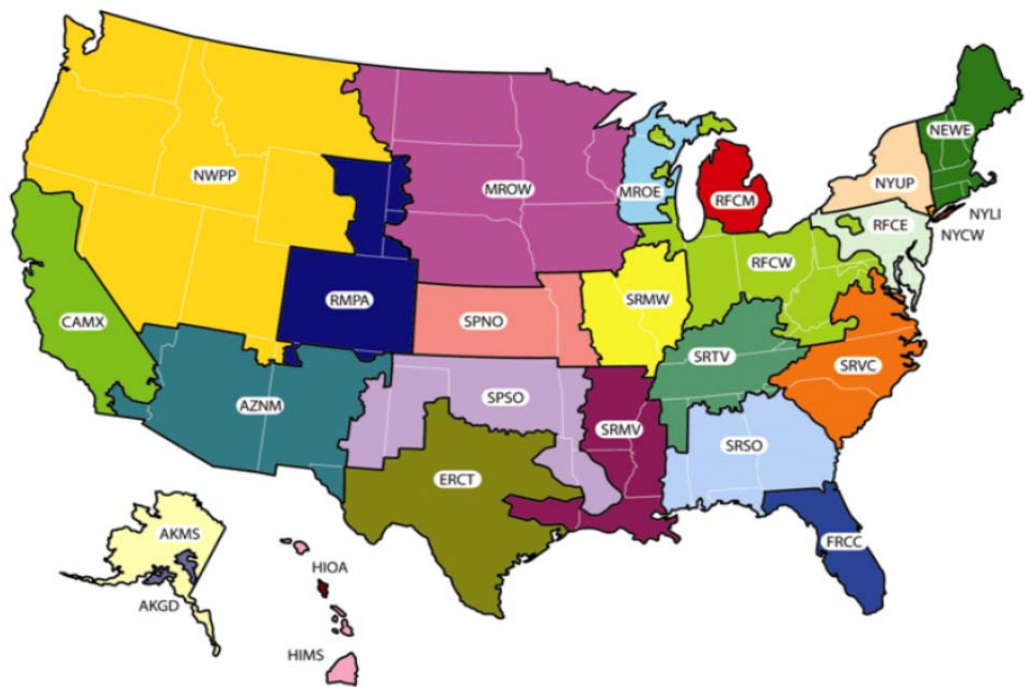 NWPP
MROW
MROE
RFCM
NEWE
NYUP
NYLI
NYCW
RFCE
RFCW
RMPA
SPNO
SRMW
CAMX
SRTV
SRVC
AZNM
SPSO
SRMV
SRSO
ERCT
FRCC
AKMS
AKGD
HIOA
HIMS